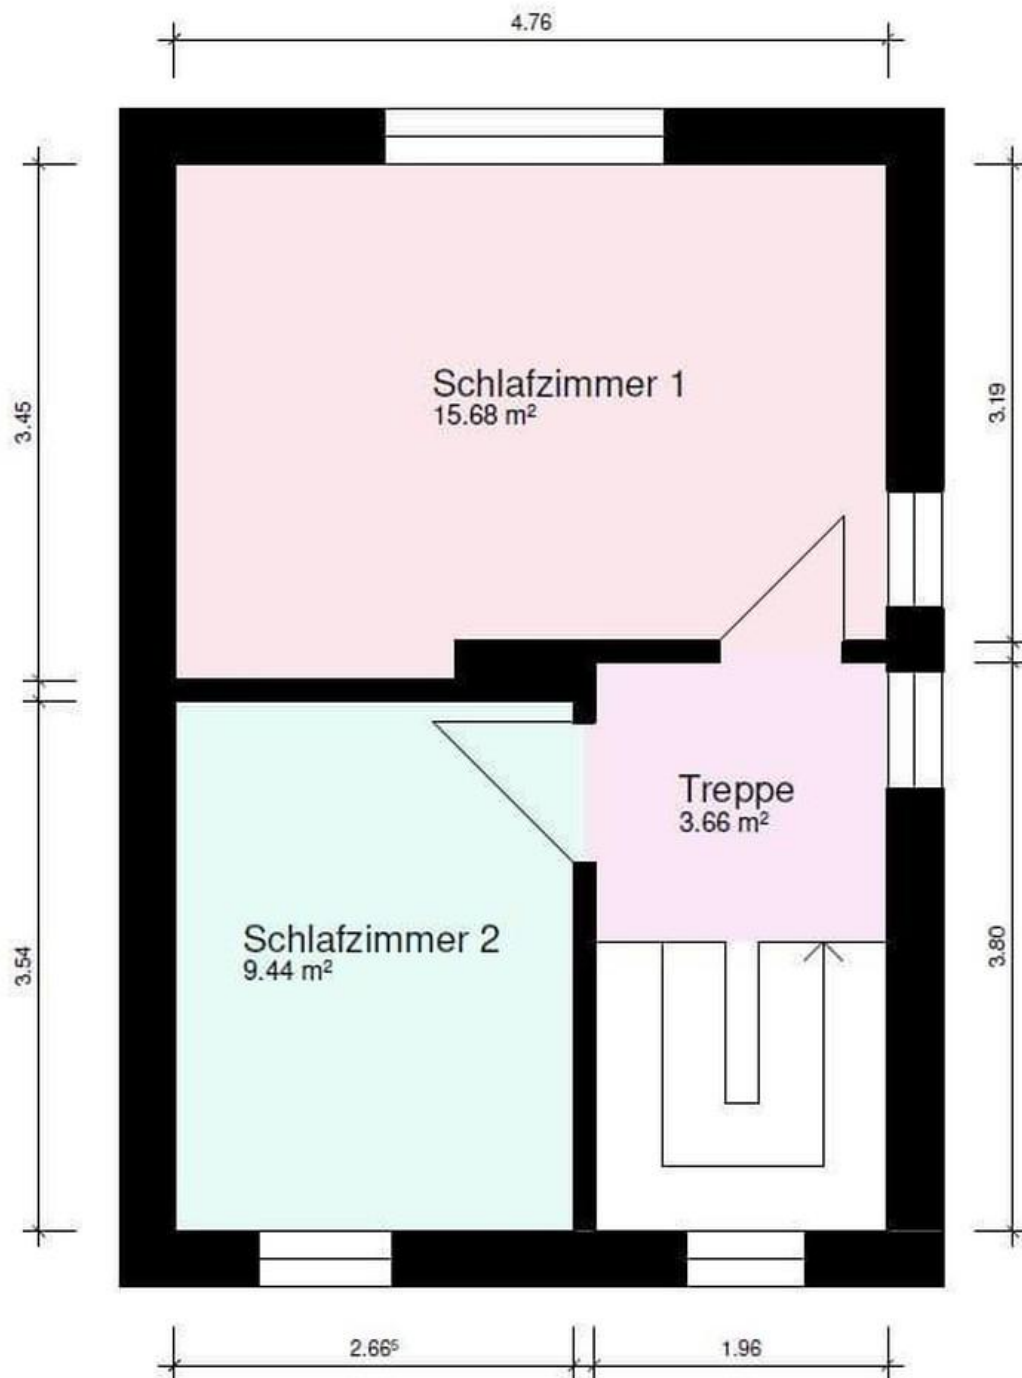 4.76
3.45
Schlafzimmer 1
15.68 m²
3.19
Treppe
3.66 m²
Schlafzimmer 2
9.44 m²
3.54
3.80
2.66⁵
1.96